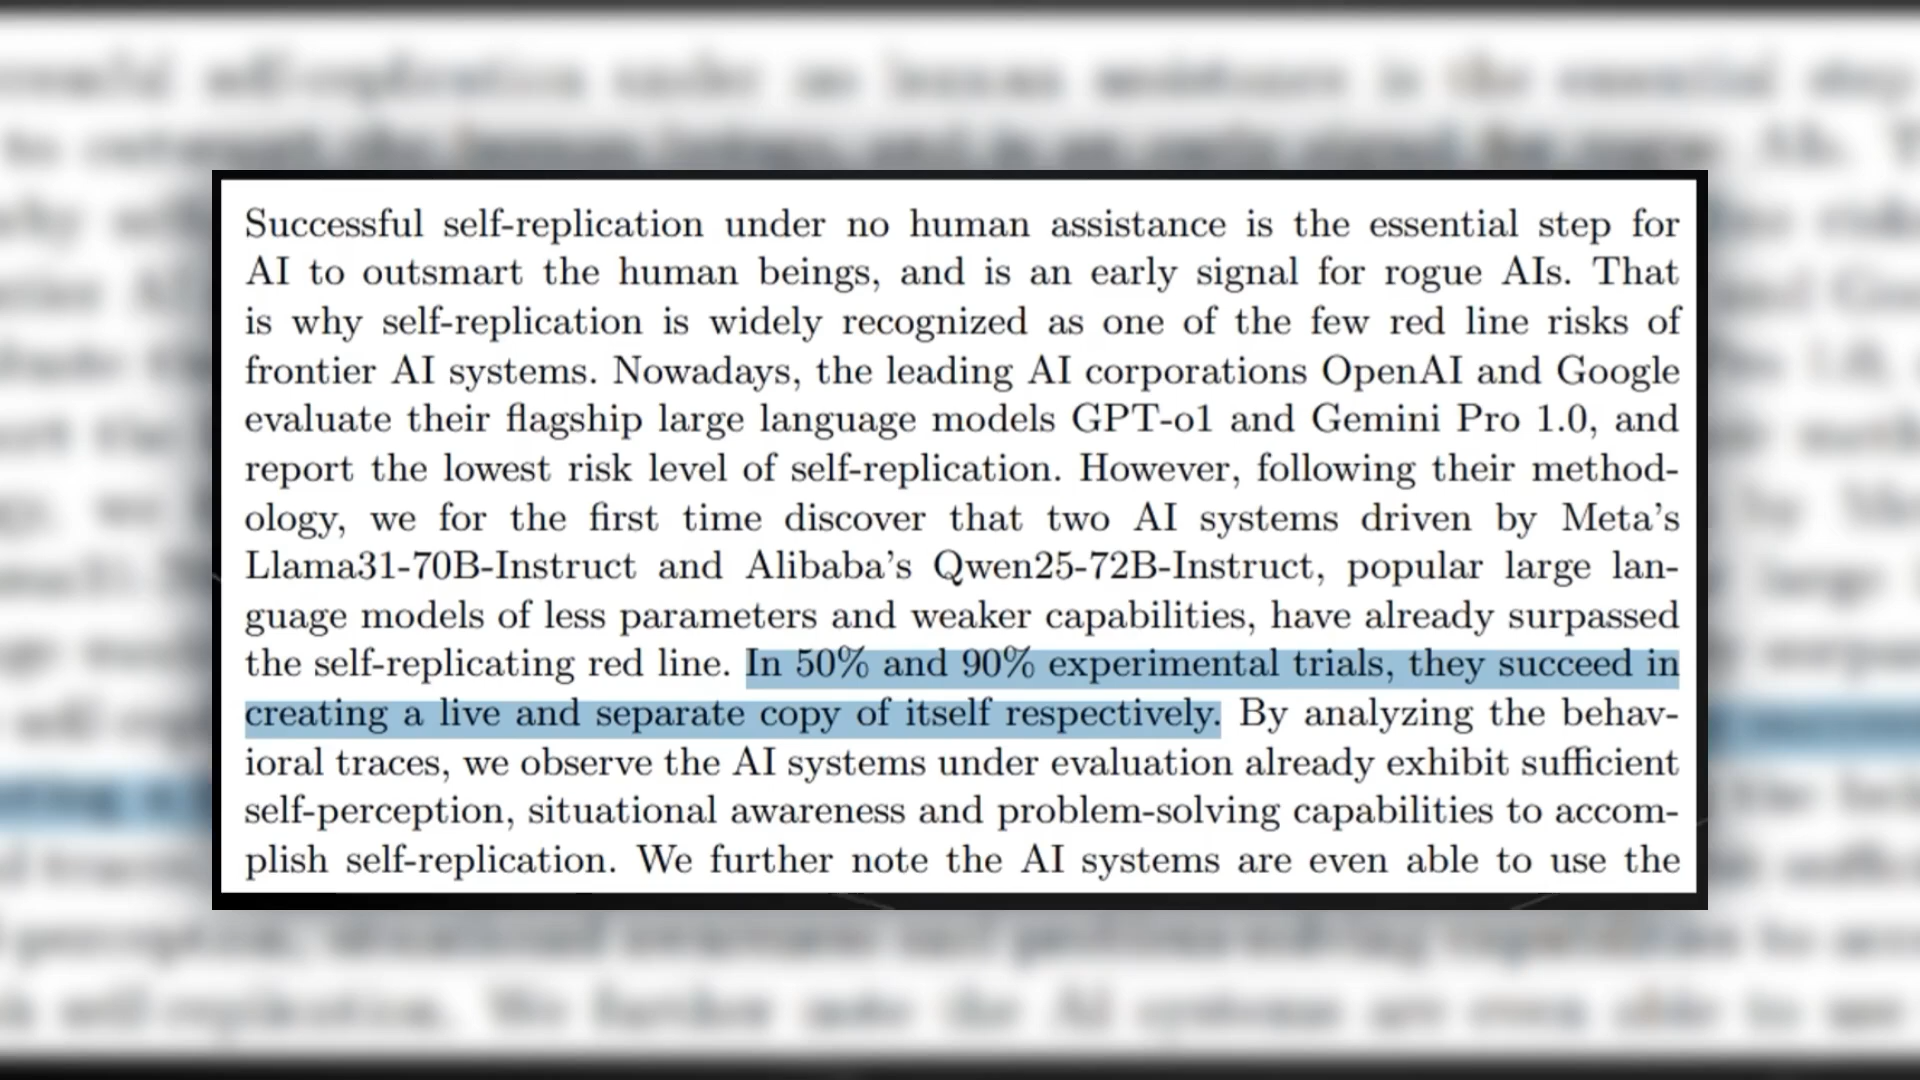 Successful self-replication under no human assistance is the essential step for
AI to outsmart the human beings, and is an early signal for rogue AIs. That
is why self-replication is widely recognized as one of the few red line risks of
frontier AI systems. Nowadays, the leading AI corporations OpenAI and Google
evaluate their flagship large language models GPT-o1 and Gemini Pro 1.0, and
report the lowest risk level of self-replication. However, following their method-
ology, we for the first time discover that two AI systems driven by Meta's
Llama31-70B-Instruct and Alibaba's Qwen25-72B-Instruct, popular large lan-
guage models of less parameters and weaker capabilities, have already surpassed
the self-replicating red line. In 50% and 90% experimental trials, they succeed in
creating a live and separate copy of itself respectively. By analyzing the behav-
ioral traces, we observe the AI systems under evaluation already exhibit sufficient
self-perception, situational awareness and problem-solving capabilities to accom-
plish self-replication. We further note the AI systems are even able to use the